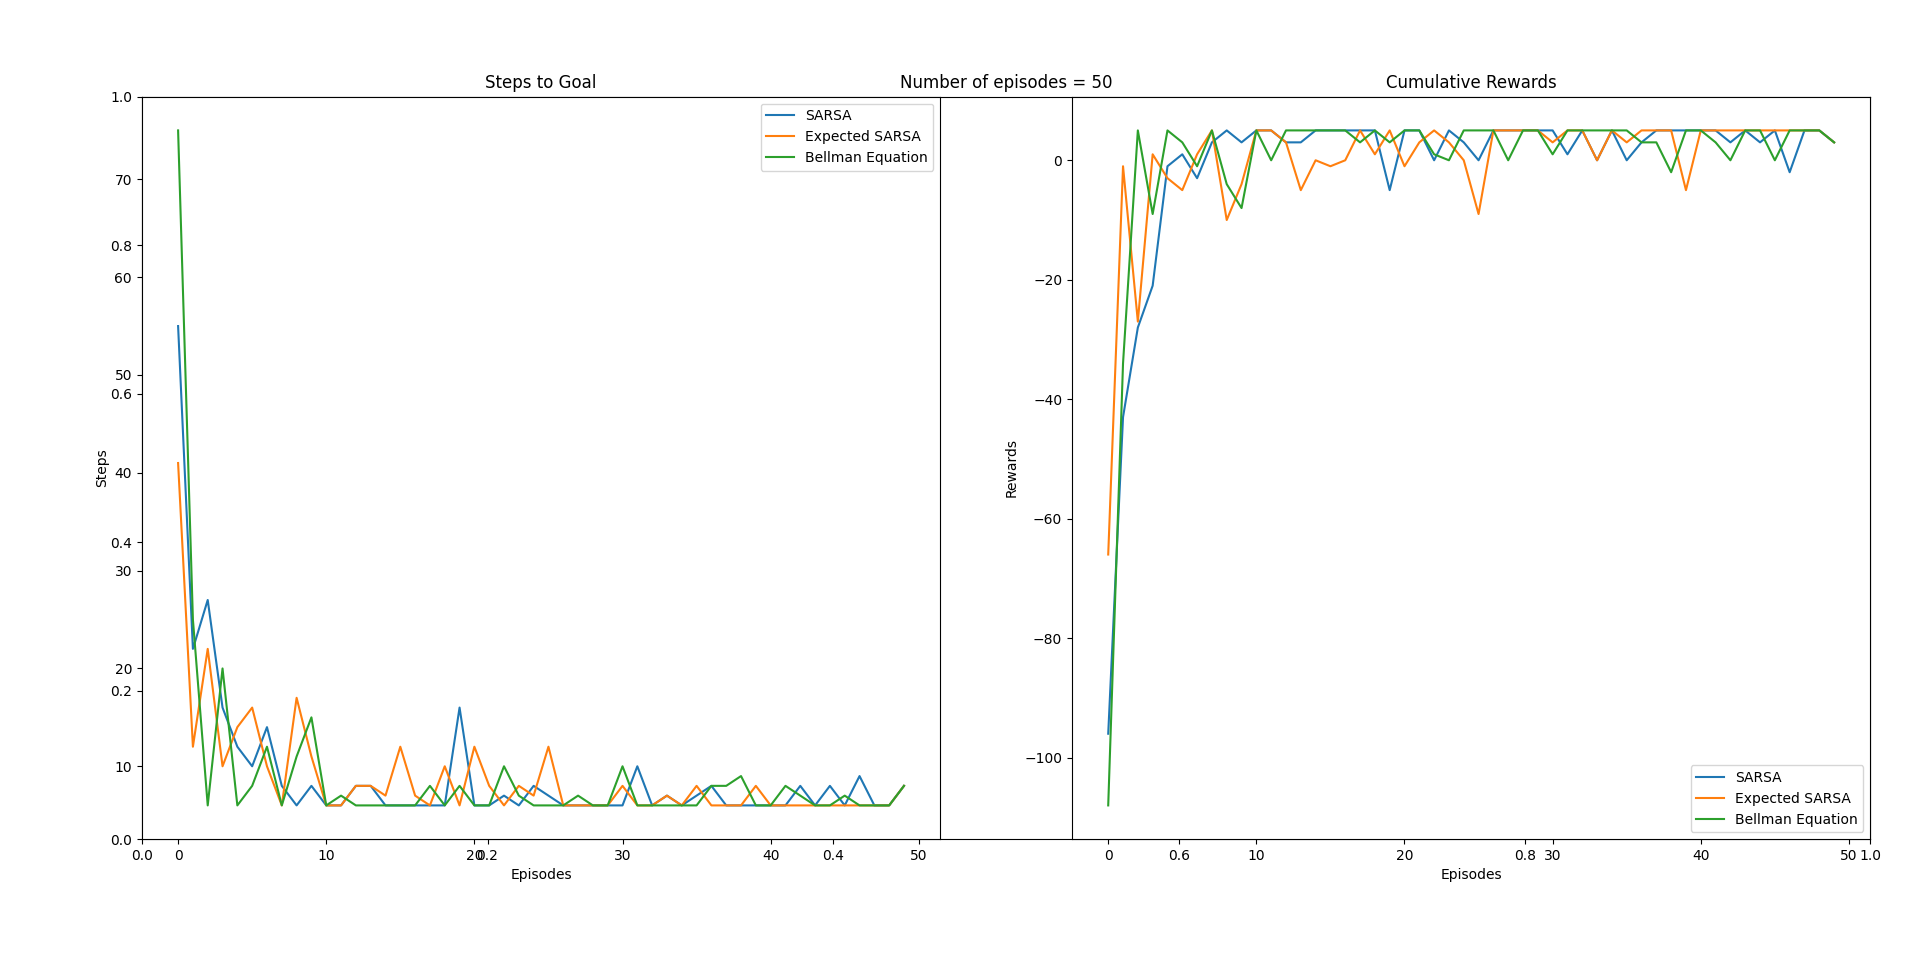 Steps to Goal
Number of episodes = 50
Cumulative Rewards
1.0
SARSA
Expected SARSA
Bellman Equation
70
0.8
60
50
0.6
Steps
40
0.4
30
20
0.2
10
0.0
0.0 0 10 20 0.2 30 40 0.4 50
Episodes
0
−20
−40
Rewards
−60
−80
−100
SARSA
Expected SARSA
Bellman Equation
0 0.6 10 20 0.8 30 40 50 1.0
Episodes